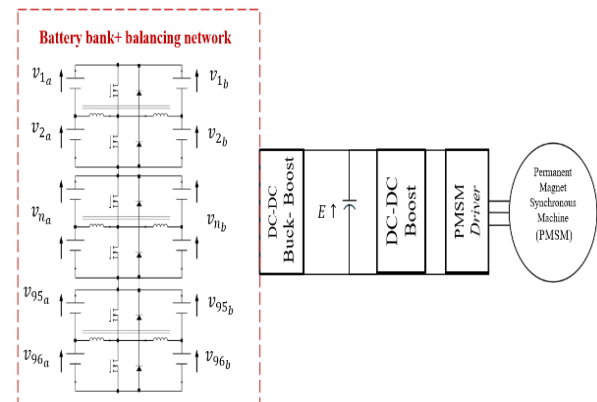 Battery bank+ balancing network
v1a
v1b
v2a
v2b
vna
vnb
v95a
v95b
v96a
v96b
DC-DC
Buck- Boost
E
DC-DC
Boost
PMSM
Driver
Permanent
Magnet
Synchronous
Machine
(PMSM)